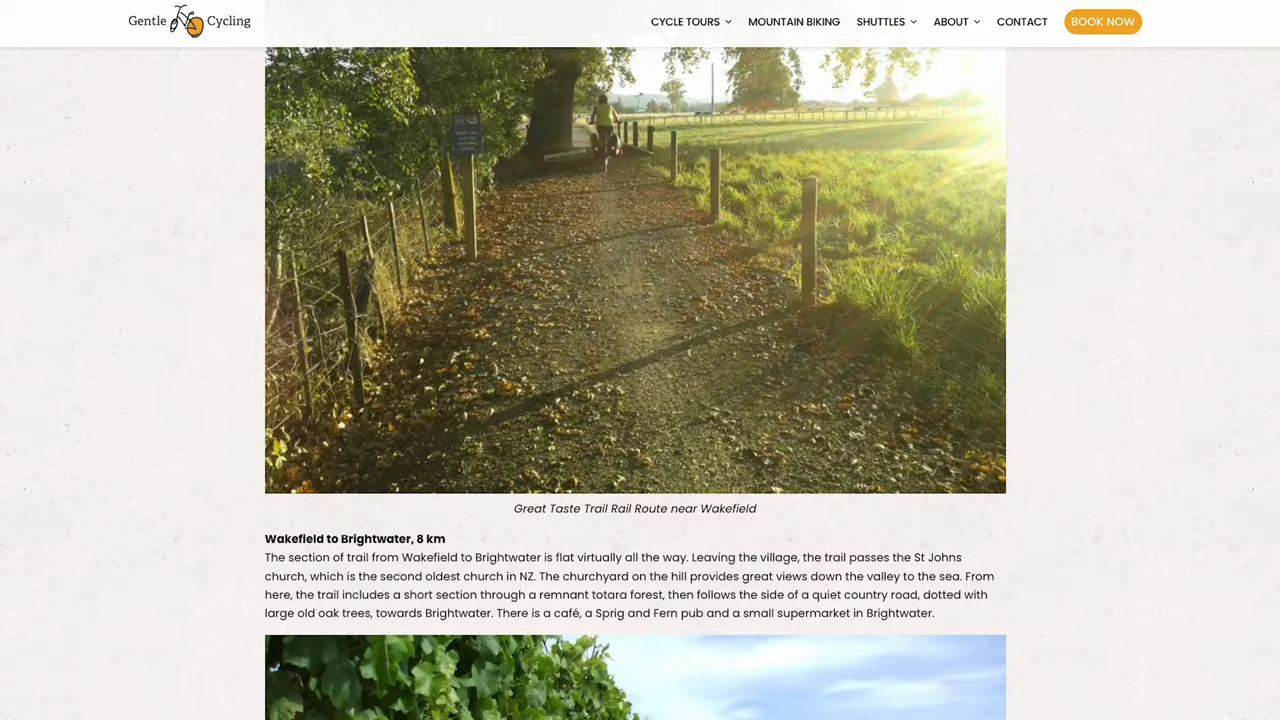 Gentle Cycling
CYCLE TOURS MOUNTAIN BIKING SHUTTLES ABOUT CONTACT BOOK NOW
Great Taste Trail Rail Route near Wakefield
Wakefield to Brightwater, 8 km
The section of trail from Wakefield to Brightwater is flat virtually all the way. Leaving the village, the trail passes the St Johns
church, which is the second oldest church in NZ. The churchyard on the hill provides great views down the valley to the sea. From
here, the trail includes a short section through a remnant totara forest, then follows the side of a quiet country road, dotted with
large old oak trees, towards Brightwater. There is a café, a Sprig and Fern pub and a small supermarket in Brightwater.